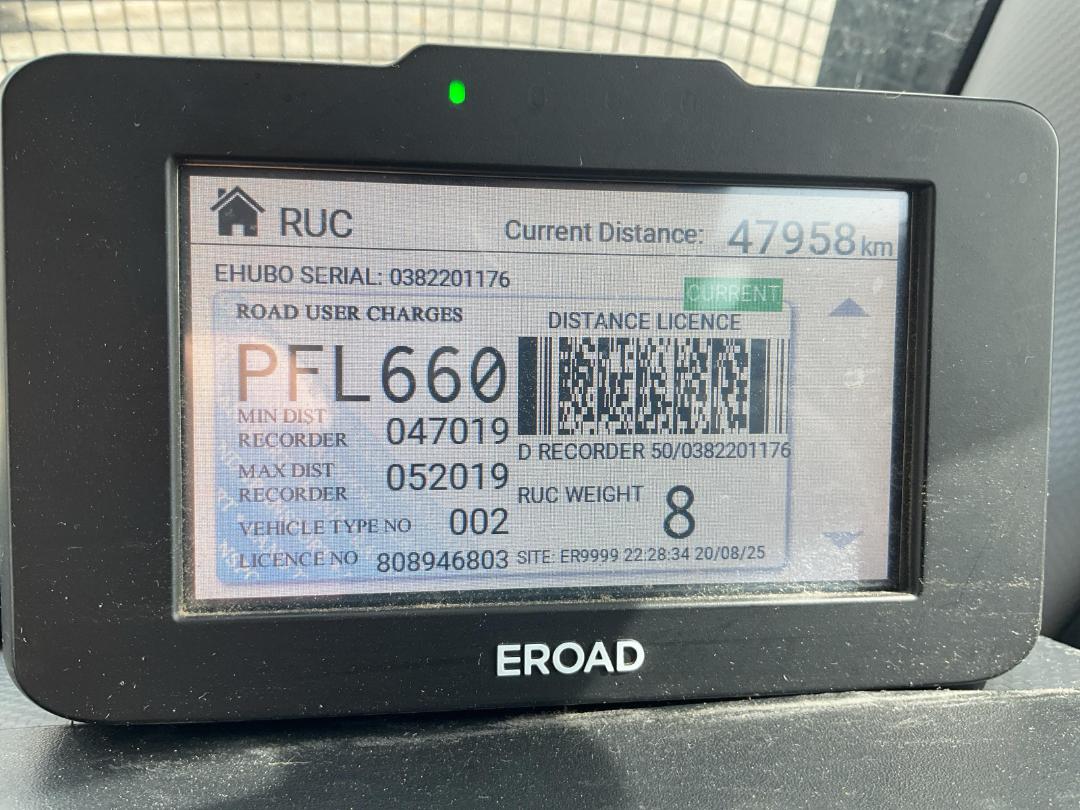 RUC
Current Distance: 47958 km
EHUBO SERIAL: 0382201176
CURRENT
ROAD USER CHARGES
DISTANCE LICENCE
PFL660
MIN DIST
RECORDER 047019
D RECORDER 50/0382201176
MAX DIST
RECORDER 052019
RUC WEIGHT 8
VEHICLE TYPE NO 002
LICENCE NO 808946803
SITE: ER9999 22:28:34 20/08/25
EROAD